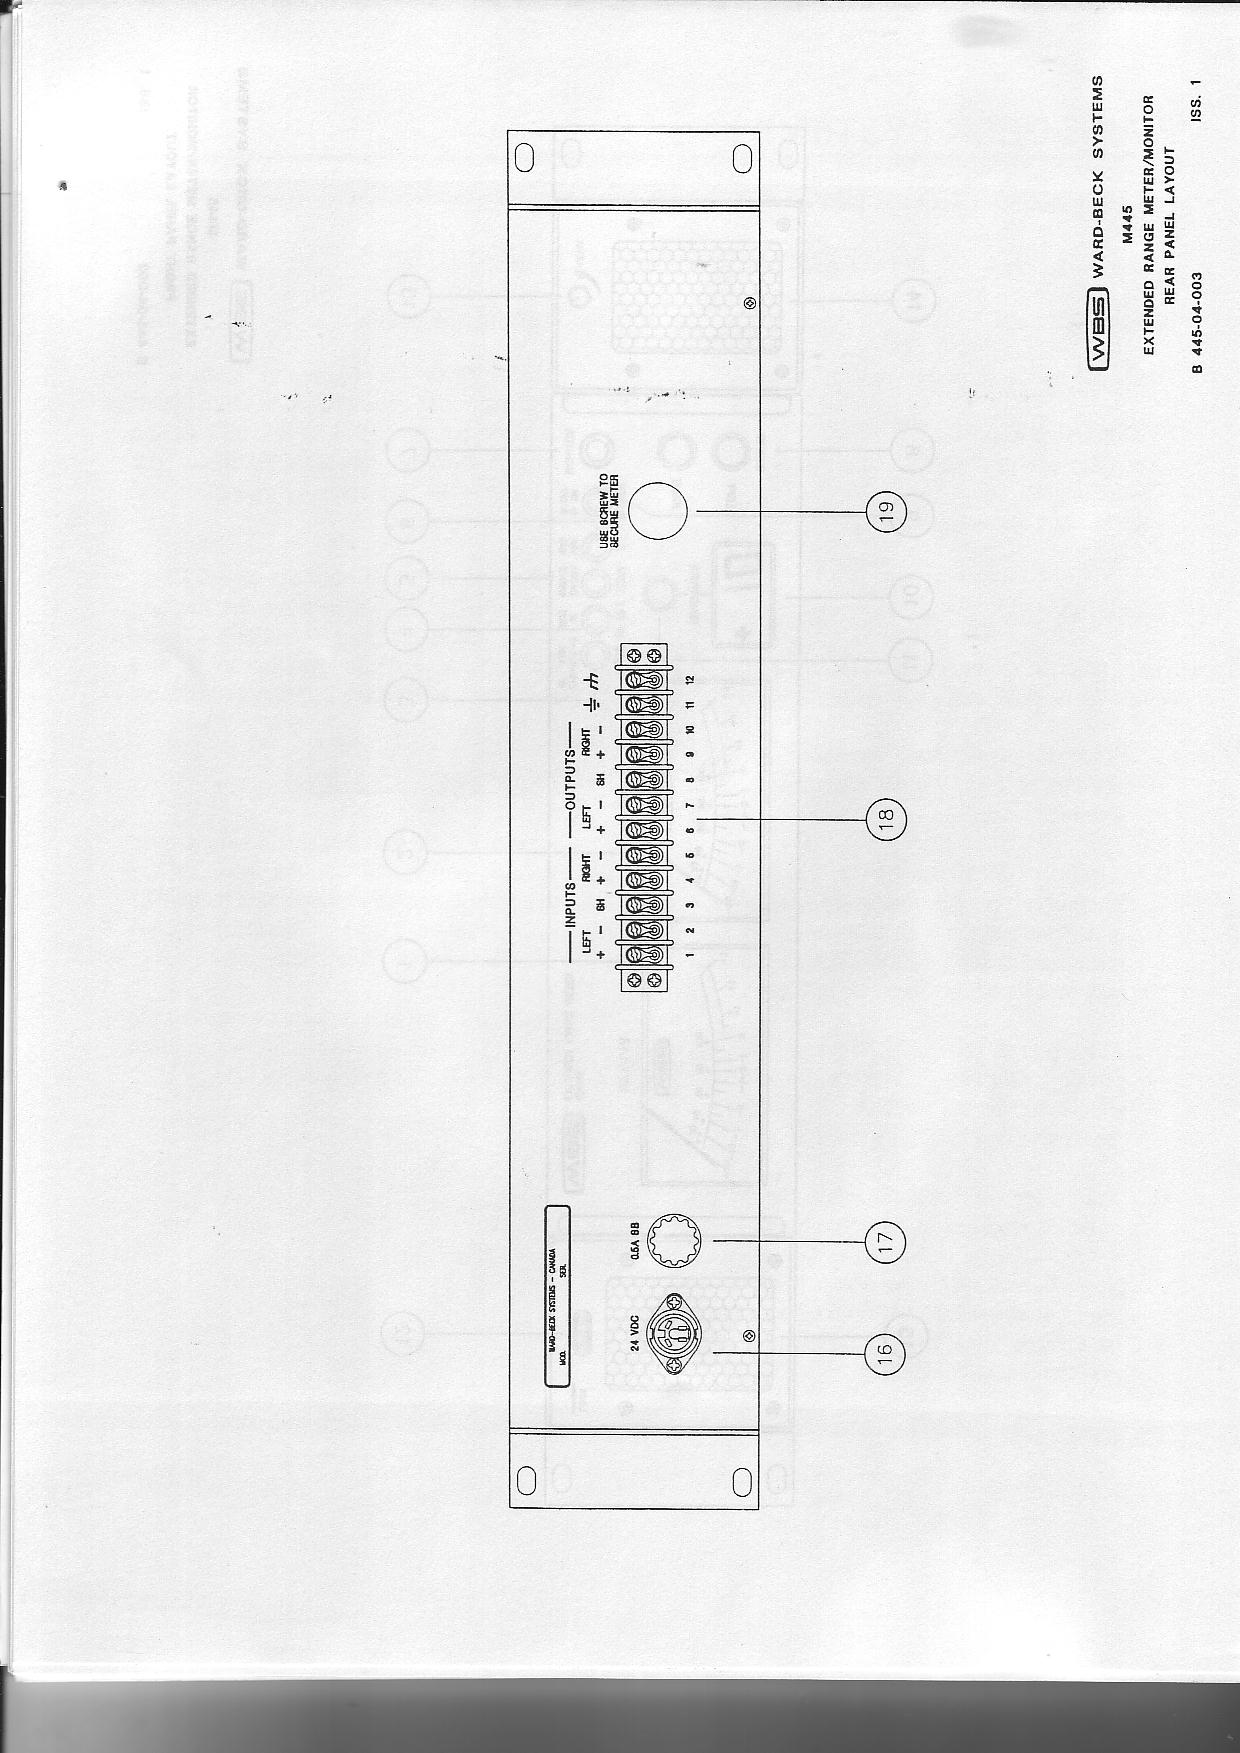 WARD-BECK SYSTEMS - CANADA
MOD. SER.
24 VDC
0.5A SB
INPUTS OUTPUTS
LEFT RIGHT LEFT RIGHT
+ - SH + - + - SH + -
1 2 3 4 5 6 7 8 9 10 11 12
USE SCREW TO
SECURE METER
16 17 18 19
WBS WARD-BECK SYSTEMS
M445
EXTENDED RANGE METER/MONITOR
REAR PANEL LAYOUT
B 445-04-003 ISS. 1